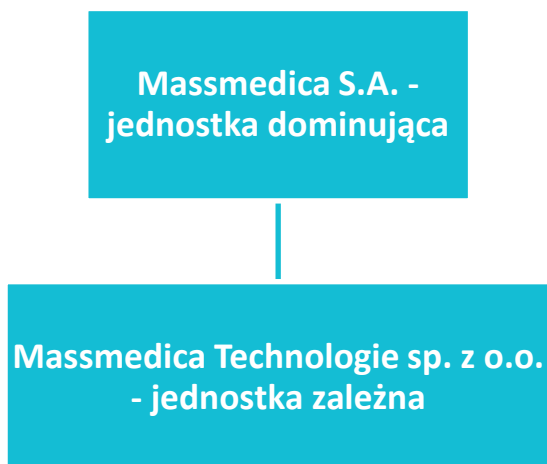 Massmedica S.A. -
jednostka dominująca
Massmedica Technologie sp. z o.o.
- jednostka zależna